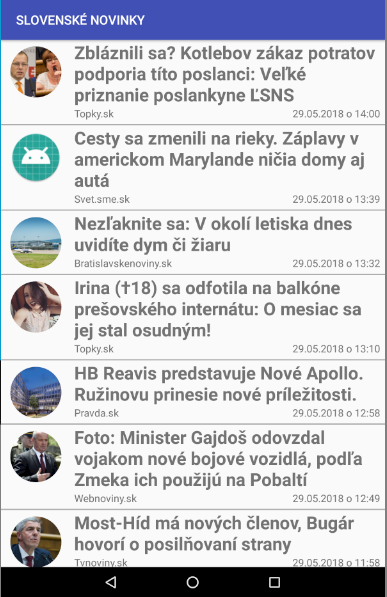 SLOVENSKÉ NOVINKY
Zbláznili sa? Kotlebov zákaz potratov
podporia títo poslanci: Veľké
priznanie poslankyne ĽSNS
Topky.sk 29.05.2018 o 14:00
Cesty sa zmenili na rieky. Záplavy v
americkom Marylande ničia domy aj
autá
Svet.sme.sk 29.05.2018 o 13:39
Nezľaknite sa: V okolí letiska dnes
uvidíte dym či žiaru
Bratislavskenoviny.sk 29.05.2018 o 13:32
Irina (†18) sa odfotila na balkóne
prešovského internátu: O mesiac sa
jej stal osudným!
Topky.sk 29.05.2018 o 13:10
HB Reavis predstavuje Nové Apollo.
Ružinovu prinesie nové príležitosti.
Pravda.sk 29.05.2018 o 12:58
Foto: Minister Gajdoš odovzdal
vojakom nové bojové vozidlá, podľa
Zmeka ich použijú na Pobaltí
Webnoviny.sk 29.05.2018 o 12:49
Most-Híd má nových členov, Bugár
hovorí o posilňovaní strany
Tvnoviny.sk 29.05.2018 o 11:58